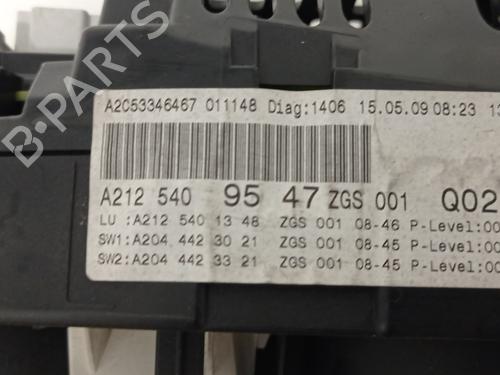 A2C53346467 011148 Diag:1406 15.05.09 08:23
A212 540 95 47 ZGS 001 Q02
LU :A212 540 13 48 ZGS 001 08-46 P-Level:00
SW1:A204 442 30 21 ZGS 001 08-45 P-Level:00
SW2:A204 442 33 21 ZGS 001 08-45 P-Level:00
B-PARTS